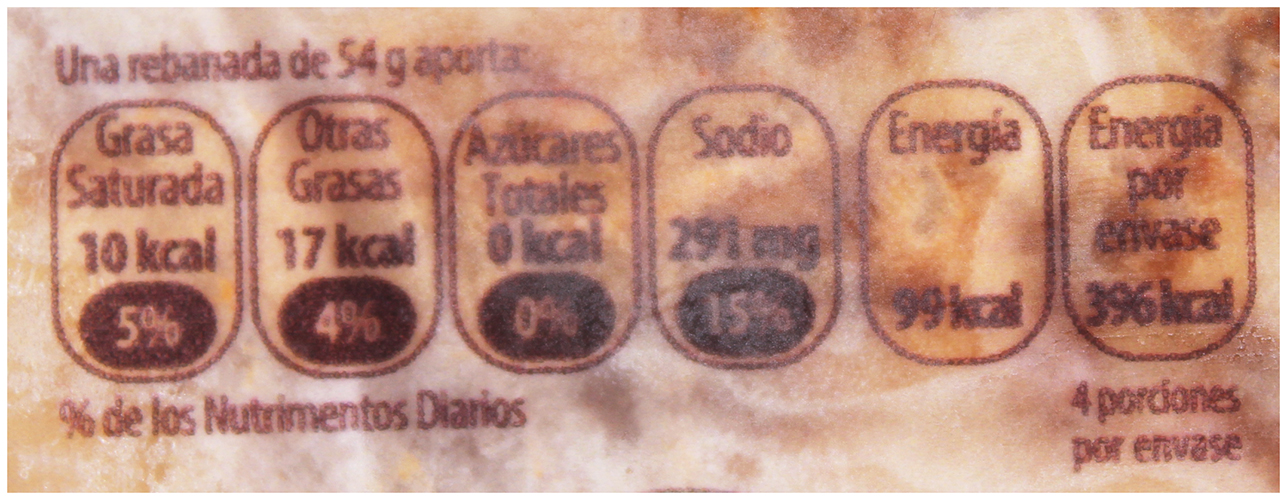 Una rebanada de 54 g aporta:
Grasa
Saturada
10 kcal
5%
Otras
Grasas
17 kcal
4%
Azúcares
Totales
0 kcal
0%
Sodio
291 mg
15%
Energía
99 kcal
Energía
por
envase
396 kcal
% de los Nutrimentos Diarios
4 porciones
por envase